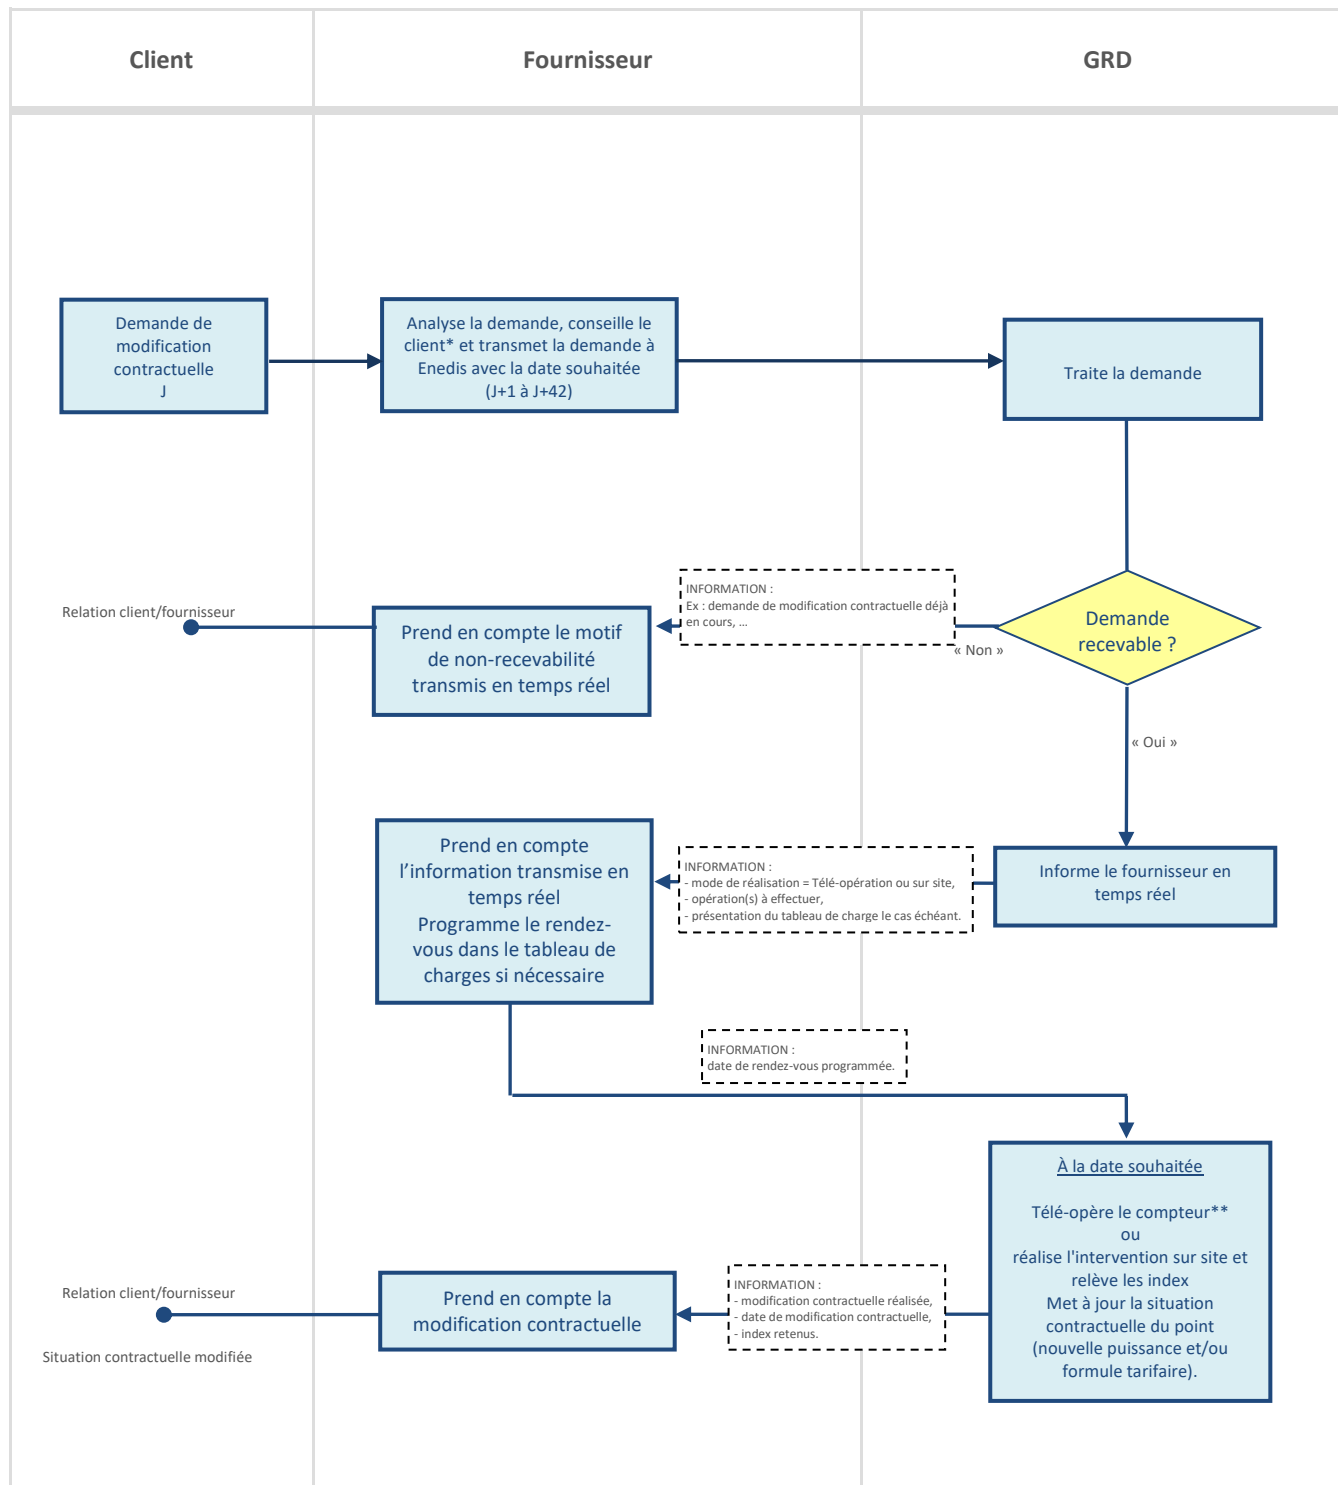 Client
Fournisseur
GRD
Demande de
modification
contractuelle
J
Analyse la demande, conseille le
client* et transmet la demande à
Enedis avec la date souhaitée
(J+1 à J+42)
Traite la demande
Demande
recevable ?
« Non »
INFORMATION :
Ex : demande de modification contractuelle déjà
en cours, ...
Prend en compte le motif
de non-recevabilité
transmis en temps réel
Relation client/fournisseur
« Oui »
Informe le fournisseur en
temps réel
INFORMATION :
- mode de réalisation = Télé-opération ou sur site,
- opération(s) à effectuer,
- présentation du tableau de charge le cas échéant.
Prend en compte
l’information transmise en
temps réel
Programme le rendez-
vous dans le tableau de
charges si nécessaire
INFORMATION :
date de rendez-vous programmée.
À la date souhaitée
Télé-opère le compteur**
ou
réalise l'intervention sur site et
relève les index
Met à jour la situation
contractuelle du point
(nouvelle puissance et/ou
formule tarifaire).
INFORMATION :
- modification contractuelle réalisée,
- date de modification contractuelle,
- index retenus.
Prend en compte la
modification contractuelle
Relation client/fournisseur
Situation contractuelle modifiée